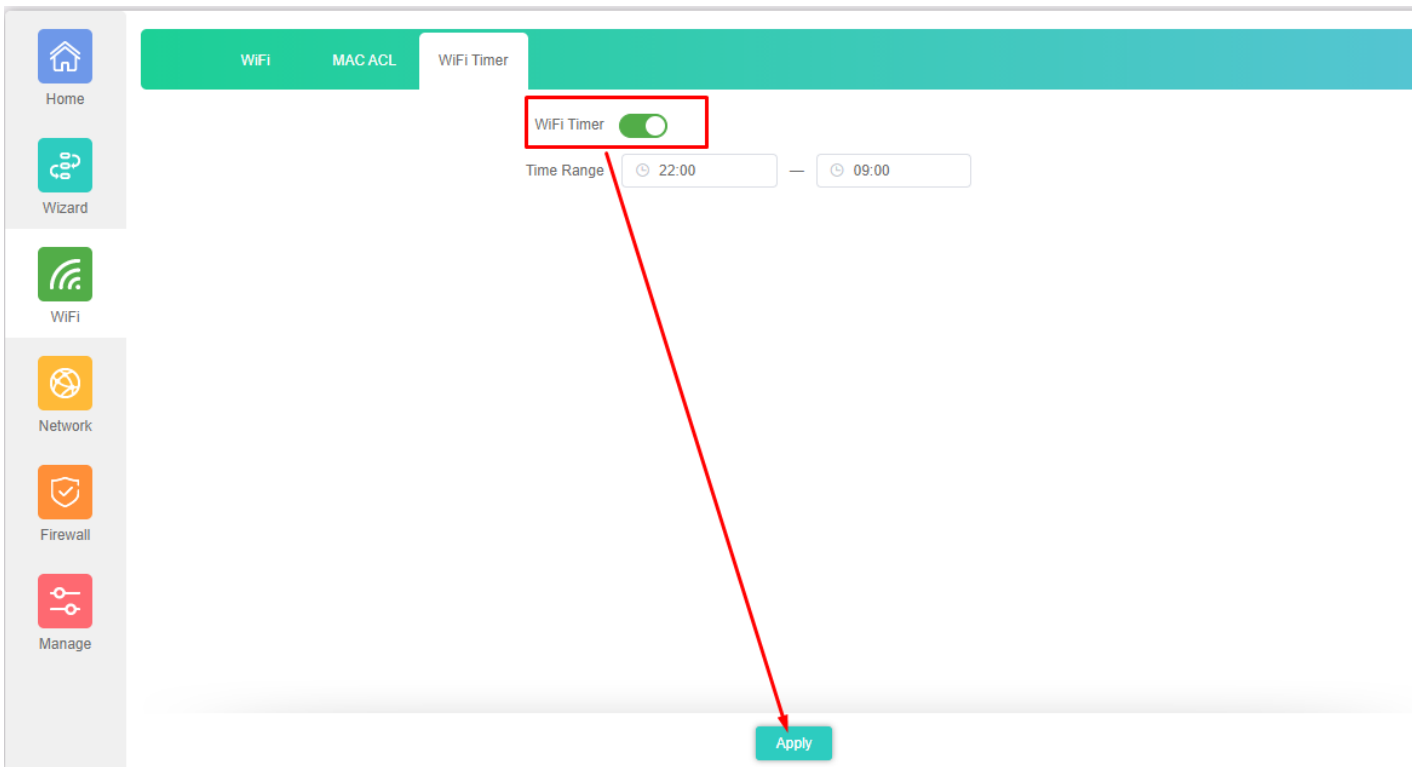 Home
Wizard
WiFi
Network
Firewall
Manage
WiFi MAC ACL WiFi Timer
WiFi Timer
Time Range 22:00 — 09:00
Apply